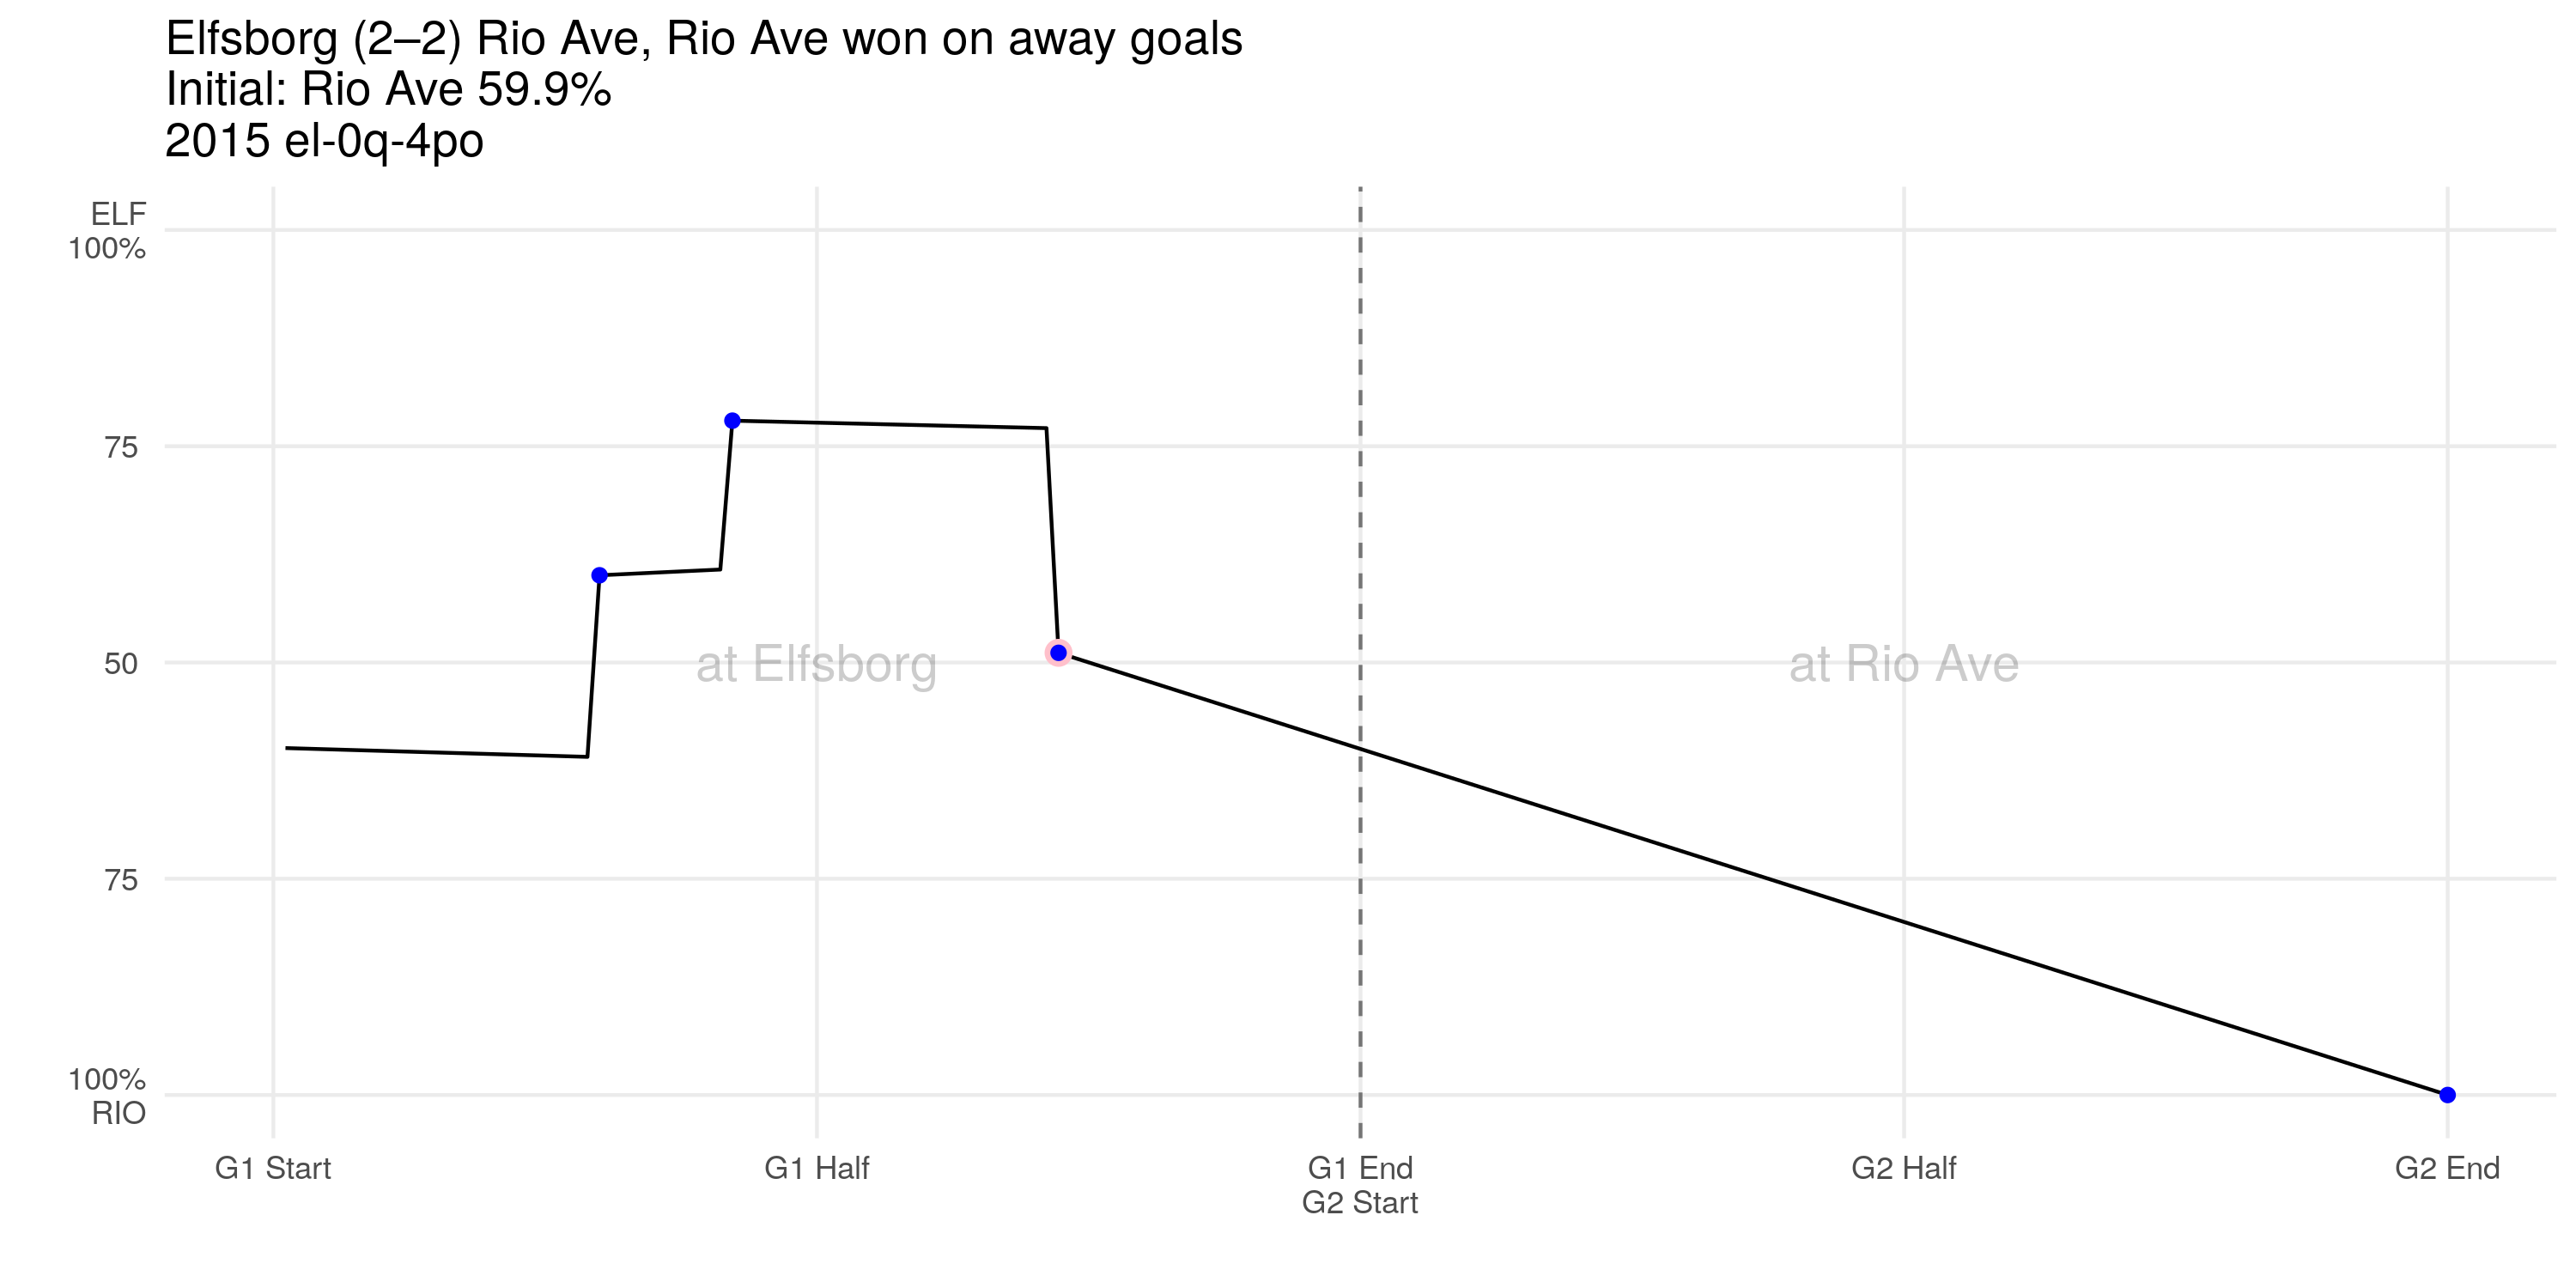 Elfsborg (2–2) Rio Ave, Rio Ave won on away goals
Initial: Rio Ave 59.9%
2015 el-0q-4po
ELF
100%
75
50
75
100%
RIO
at Elfsborg
at Rio Ave
G1 Start
G1 Half
G1 End
G2 Start
G2 Half
G2 End